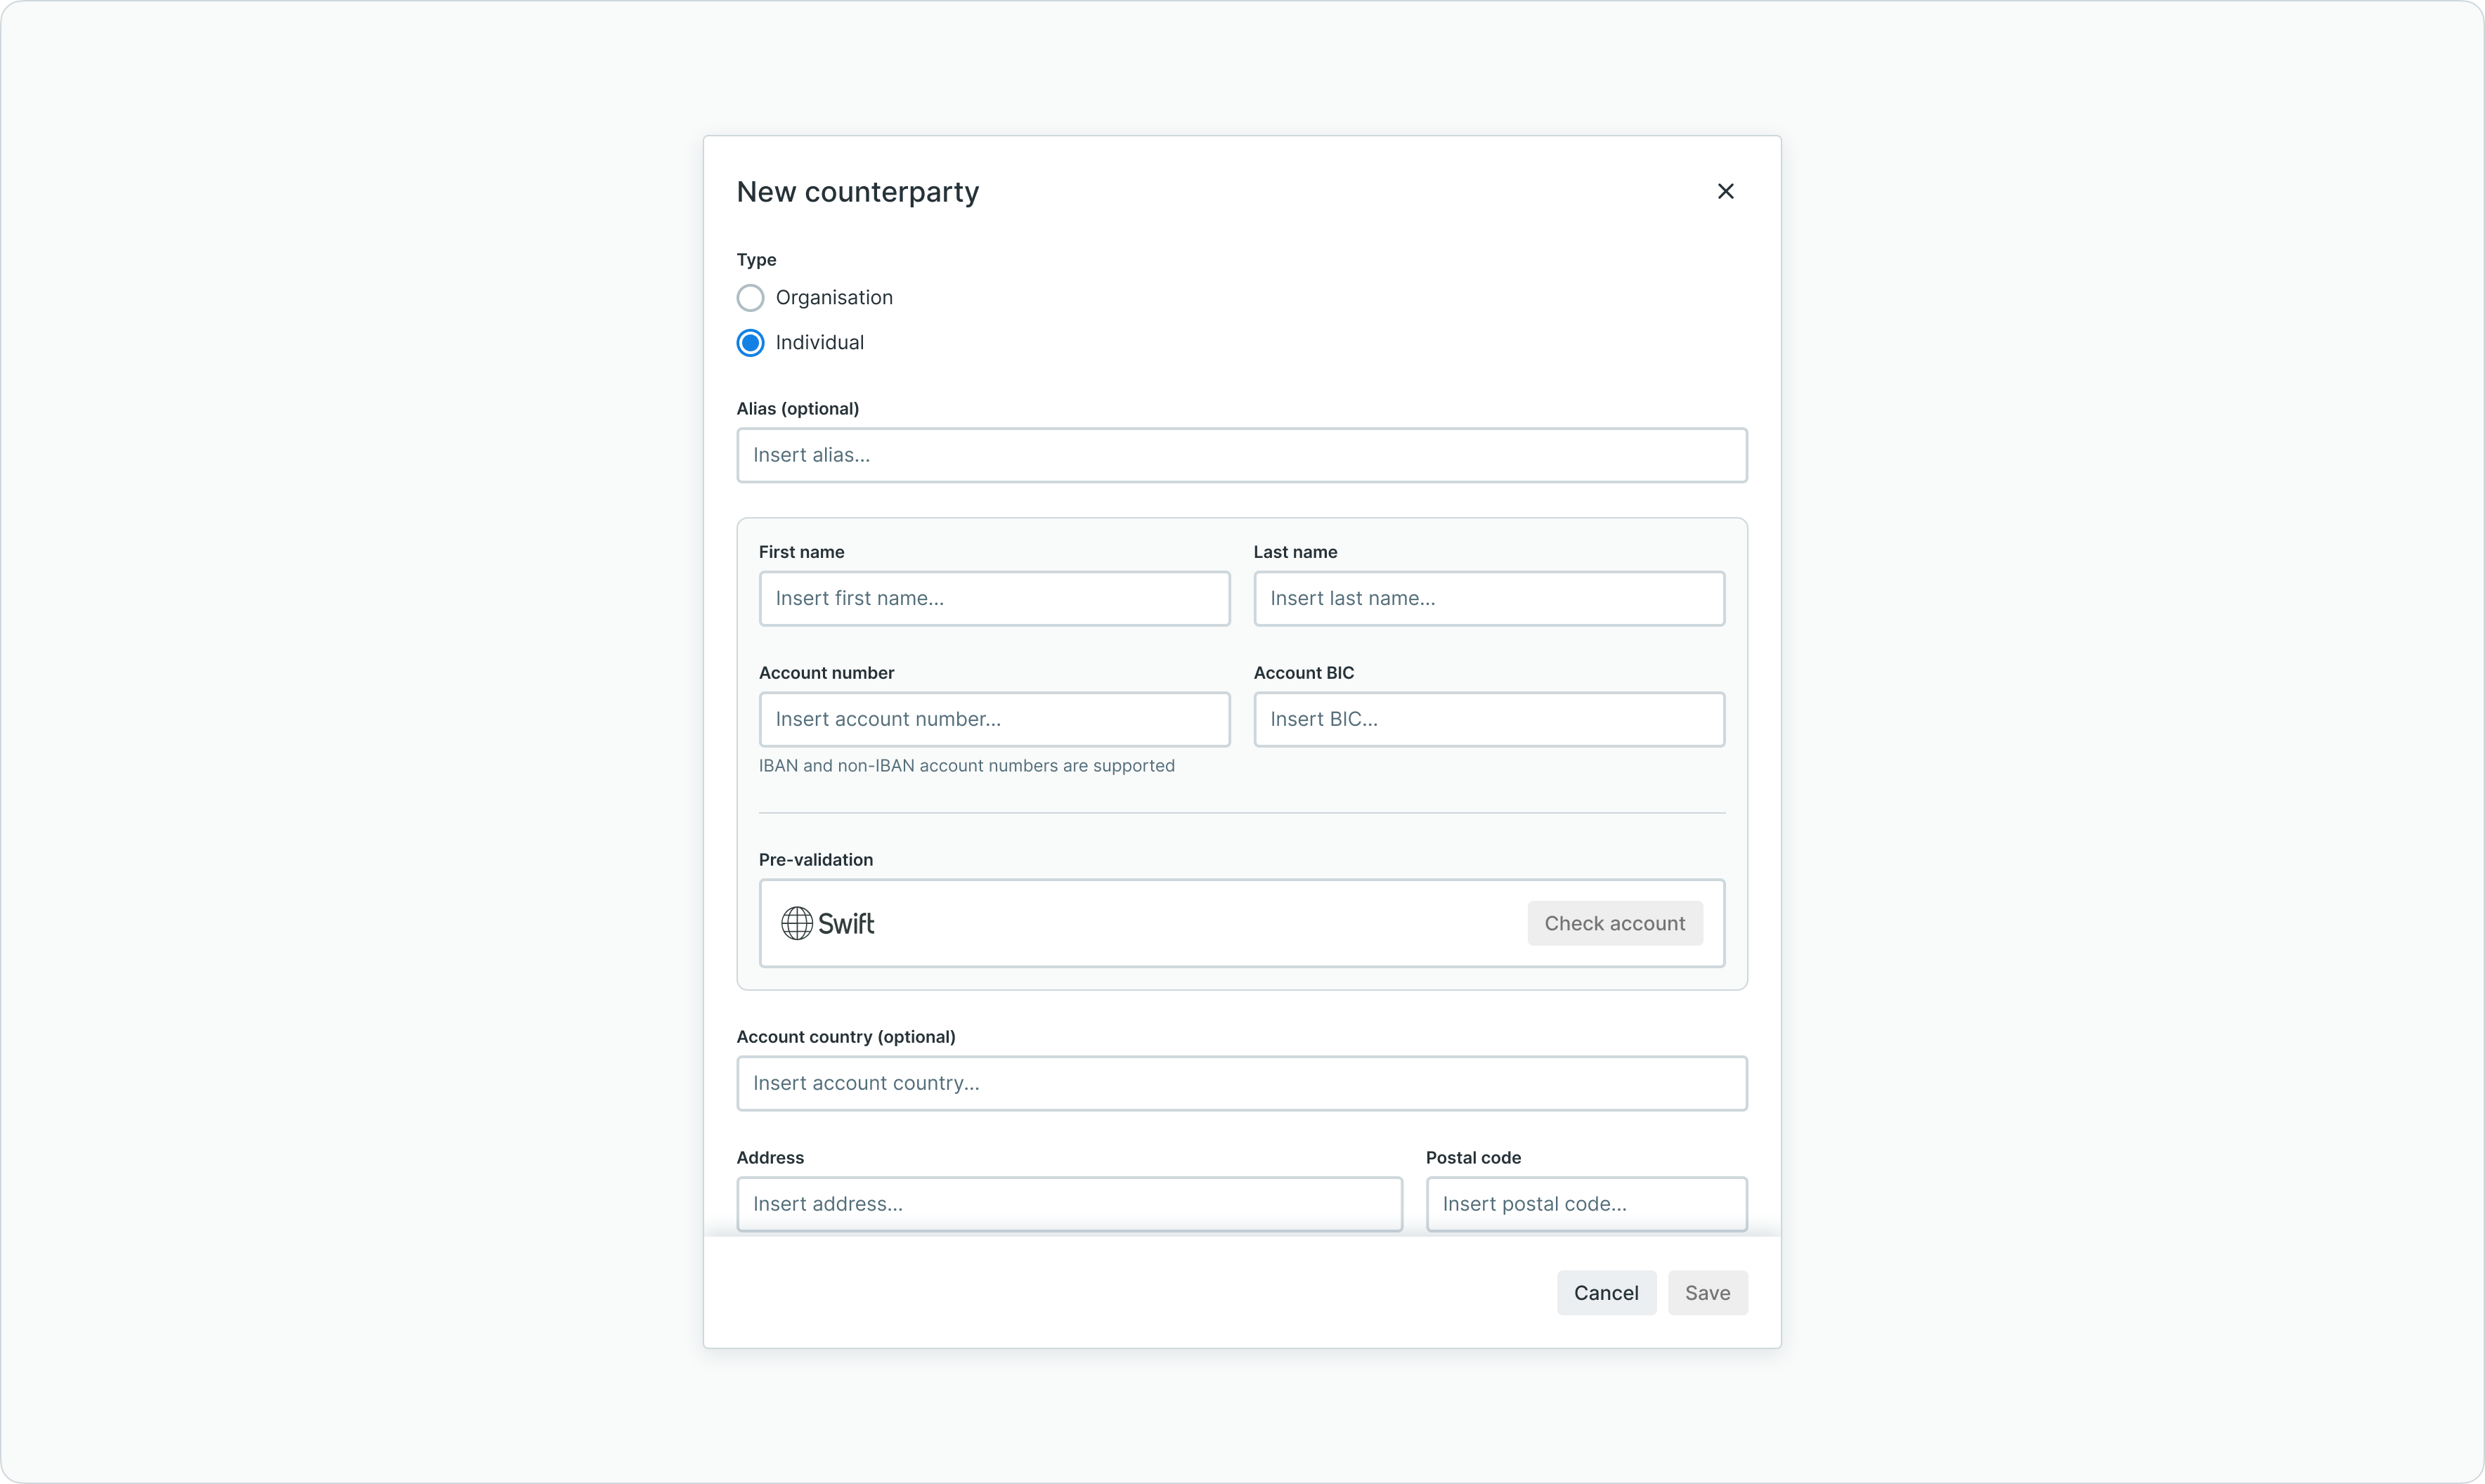 New counterparty
Type
Organisation
Individual
Alias (optional)
Insert alias...
First name
Last name
Insert first name...
Insert last name...
Account number
Account BIC
Insert account number...
Insert BIC...
IBAN and non-IBAN account numbers are supported
Pre-validation
Swift
Check account
Account country (optional)
Insert account country...
Address
Postal code
Insert address...
Insert postal code...
Cancel
Save